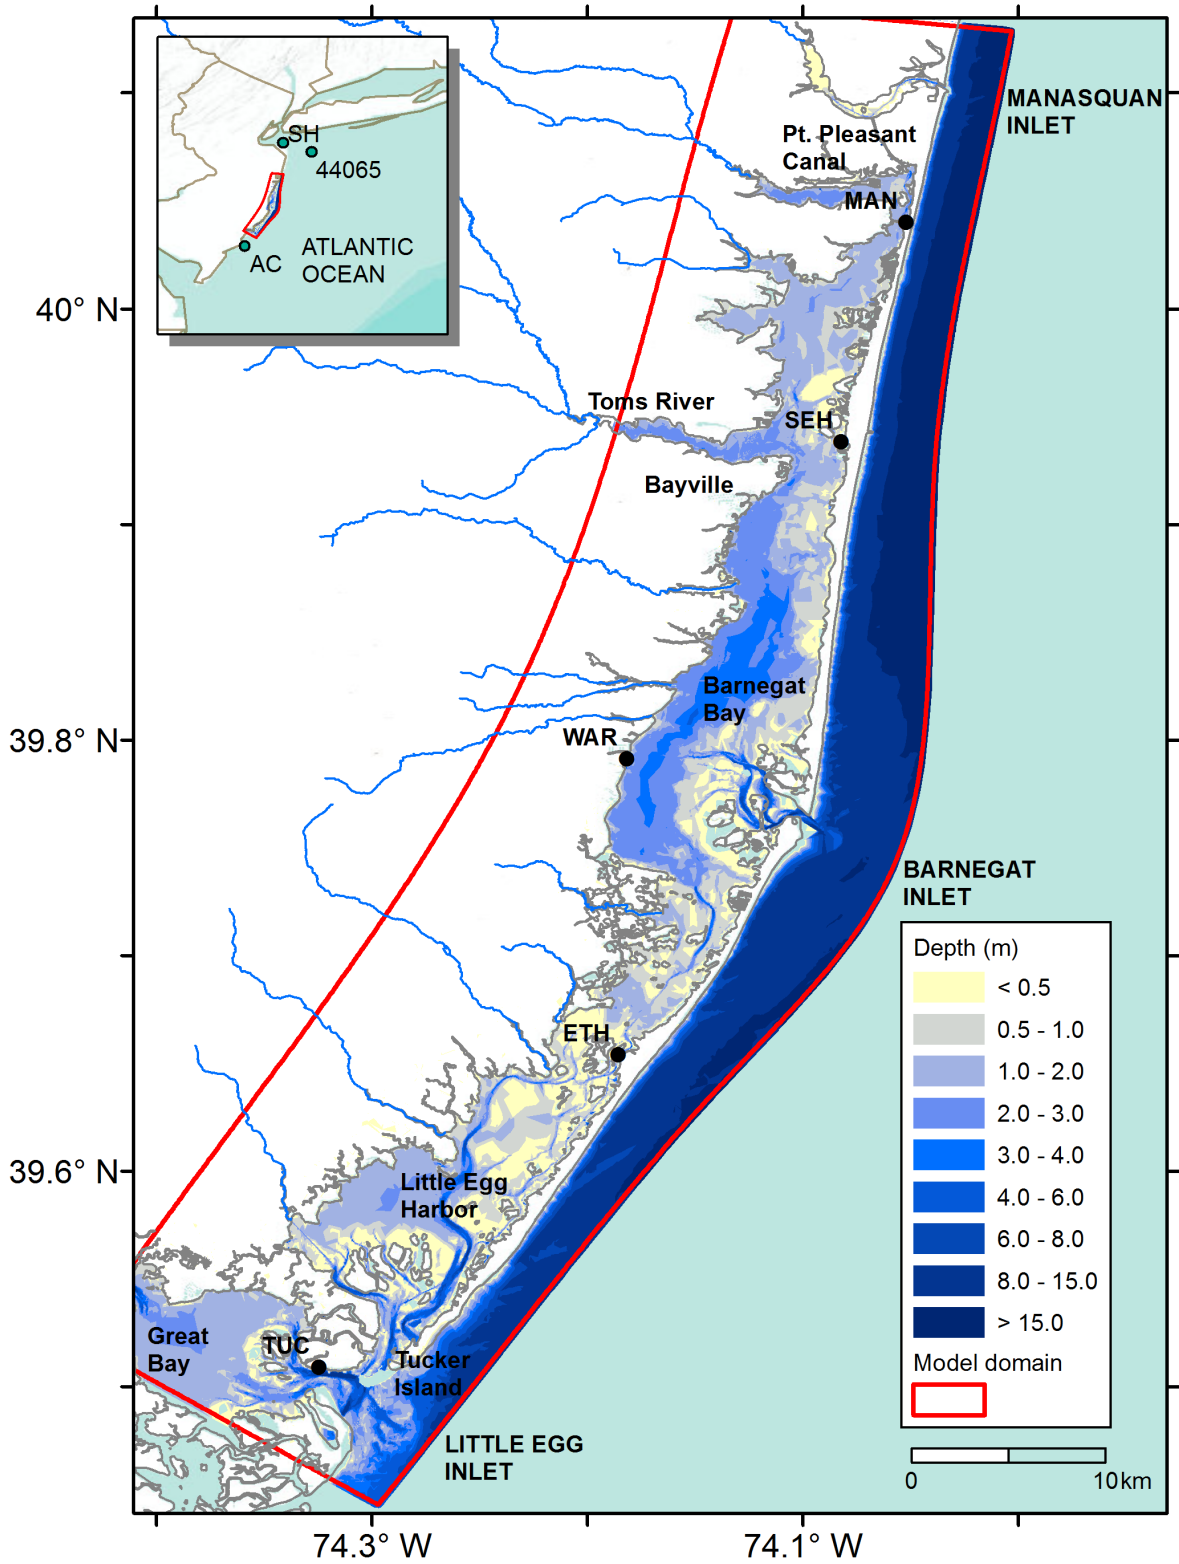 MANASQUAN
INLET
SH
44065
Pt. Pleasant
Canal
MAN
ATLANTIC
OCEAN
AC
40° N
Toms River
SEH
Bayville
Barnegat
Bay
WAR
39.8° N
BARNEGAT
INLET
Depth (m)
< 0.5
0.5 - 1.0
1.0 - 2.0
2.0 - 3.0
3.0 - 4.0
4.0 - 6.0
6.0 - 8.0
8.0 - 15.0
> 15.0
Model domain
0 10 km
ETH
39.6° N
Little Egg
Harbor
Great
Bay
TUC
Tucker
Island
LITTLE EGG
INLET
74.3° W
74.1° W